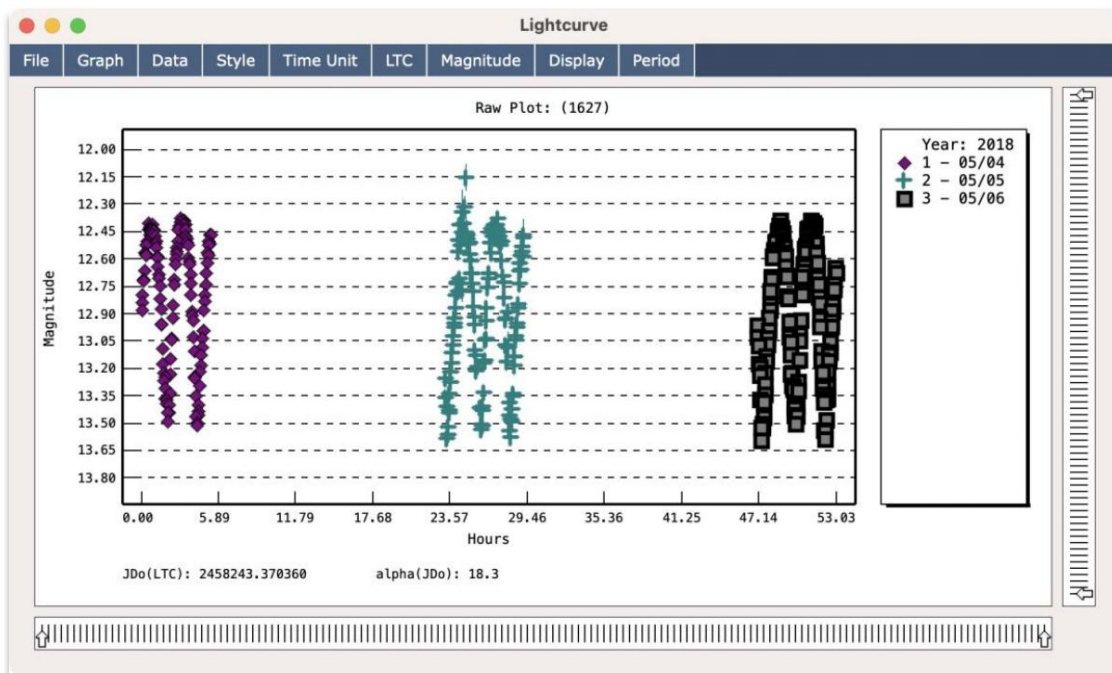 Lightcurve
File Graph Data Style Time Unit LTC Magnitude Display Period
Raw Plot: (1627)
12.00
12.15
12.30
12.45
12.60
12.75
12.90
13.05
13.20
13.35
13.50
13.65
13.80
Magnitude
0.00 5.89 11.79 17.68 23.57 29.46 35.36 41.25 47.14 53.03
Hours
JDo(LTC): 2458243.370360 alpha(JDo): 18.3
Year: 2018
1 - 05/04
2 - 05/05
3 - 05/06